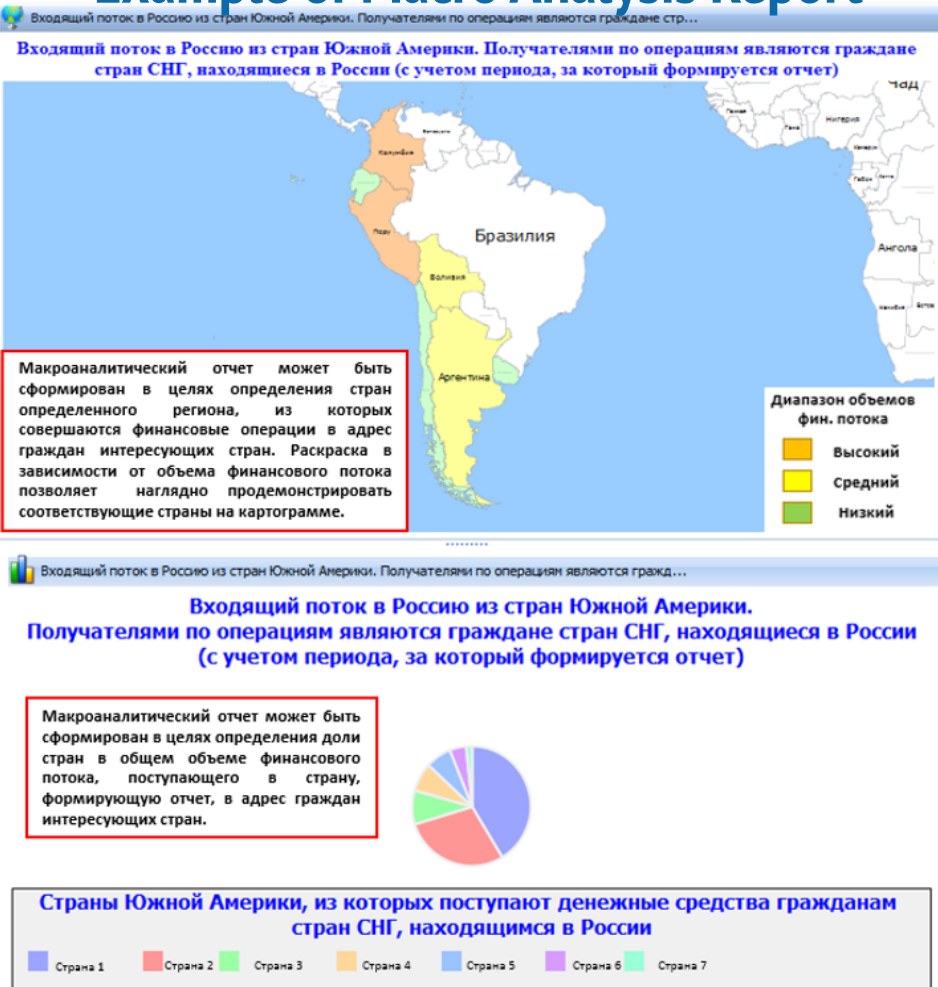 Example of Macro Analysis Report
Входящий поток в Россию из стран Южной Америки. Получателями по операциям являются граждане стр...
Входящий поток в Россию из стран Южной Америки. Получателями по операциям являются граждане
стран СНГ, находящиеся в России (с учетом периода, за который формируется отчет)
Чад
Нигерия
Гана
Габон
Венесуэла
Колумбия
Перу
Бразилия
Ангола
Боливия
Намибия
Аргентина
Макроаналитический отчет может быть
сформирован в целях определения стран
определенного региона, из которых
совершаются финансовые операции в адрес
граждан интересующих стран. Раскраска в
зависимости от объема финансового потока
позволяет наглядно продемонстрировать
соответствующие страны на картограмме.
Диапазон объемов
фин. потока
Высокий
Средний
Низкий
Входящий поток в Россию из стран Южной Америки. Получателями по операциям являются гражд...
Входящий поток в Россию из стран Южной Америки.
Получателями по операциям являются граждане стран СНГ, находящиеся в России
(с учетом периода, за который формируется отчет)
Макроаналитический отчет может быть
сформирован в целях определения доли
стран в общем объеме финансового
потока, поступающего в страну,
формирующую отчет, в адрес граждан
интересующих стран.
Страны Южной Америки, из которых поступают денежные средства гражданам
стран СНГ, находящимся в России
Страна 1 Страна 2 Страна 3 Страна 4 Страна 5 Страна 6 Страна 7